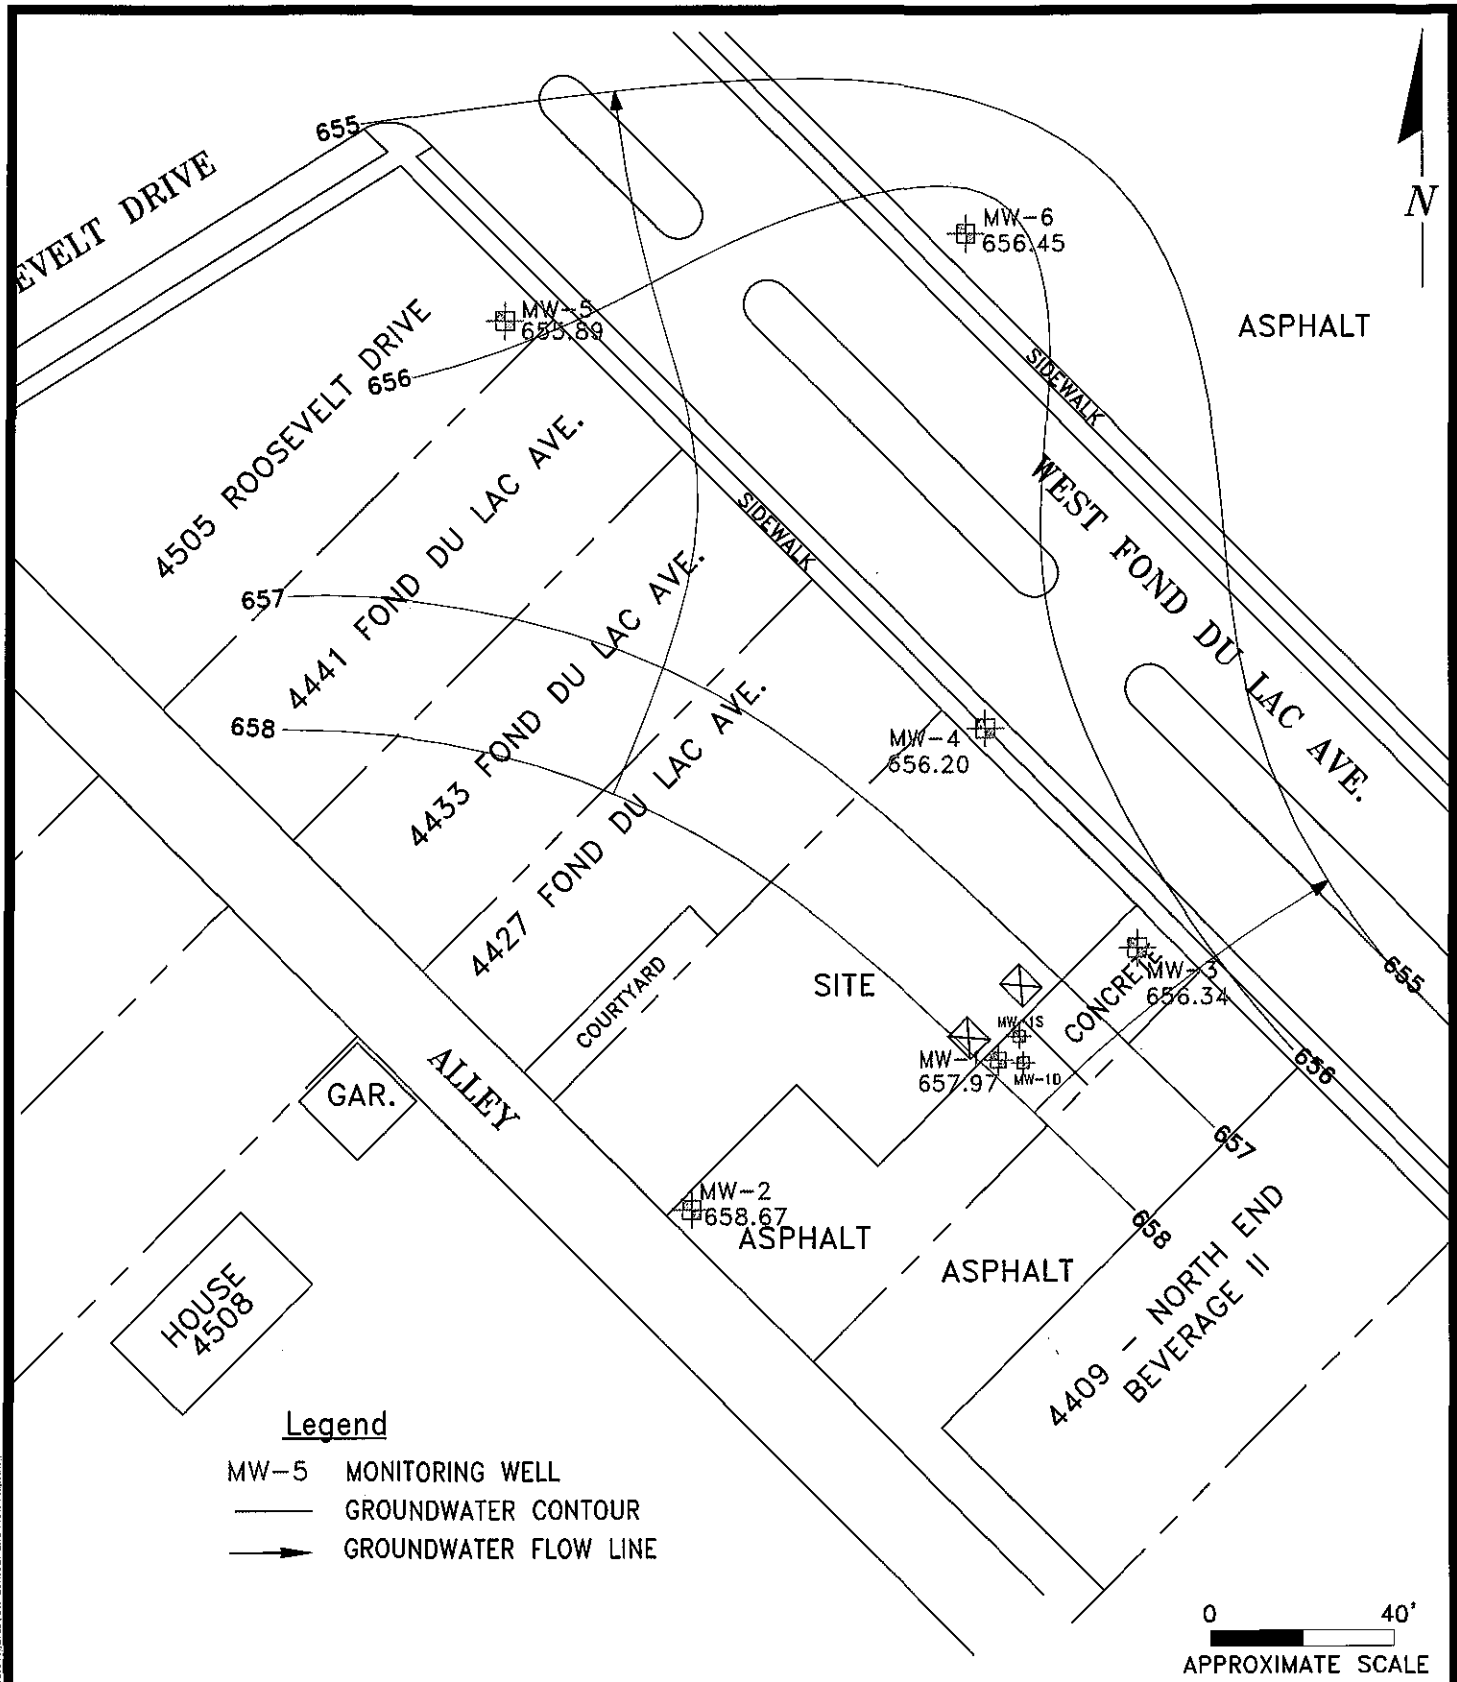 655
N
EVELT DRIVE
MW-6
656.45
MW-5
655.89
ASPHALT
656
SIDEWALK
4505 ROOSEVELT DRIVE
4441 FOND DU LAC AVE.
SIDEWALK
WEST FOND DU LAC AVE.
657
4433 FOND DU LAC AVE.
658
4427 FOND DU LAC AVE.
MW-4
656.20
COURTYARD
SITE
CONCRETE
MW-3
656.34
655
MW-1S
MW-1
657.97
MW-1D
656
GAR.
ALLEY
657
MW-2
658.67
ASPHALT
658
ASPHALT
4409 - NORTH END
BEVERAGE II
HOUSE
4508
Legend
MW-5 MONITORING WELL
GROUNDWATER CONTOUR
GROUNDWATER FLOW LINE
0 40'
APPROXIMATE SCALE